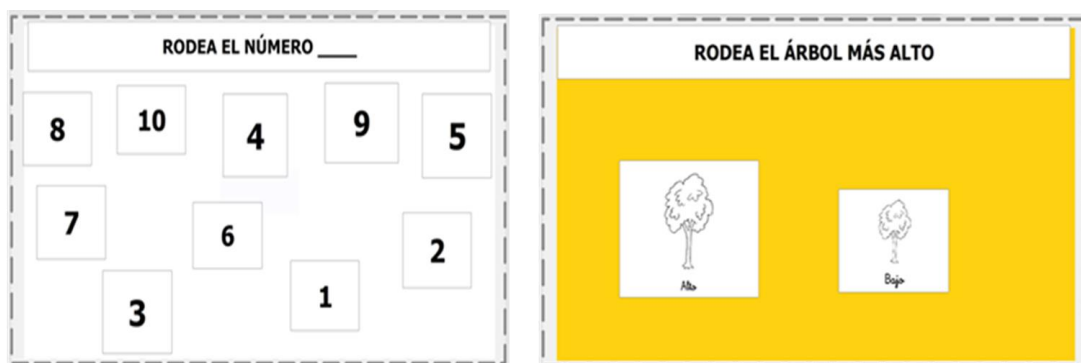 RODEA EL NÚMERO ____
8 10 4 9 5
7 6 2
3 1
RODEA EL ÁRBOL MÁS ALTO
Alto Bajo